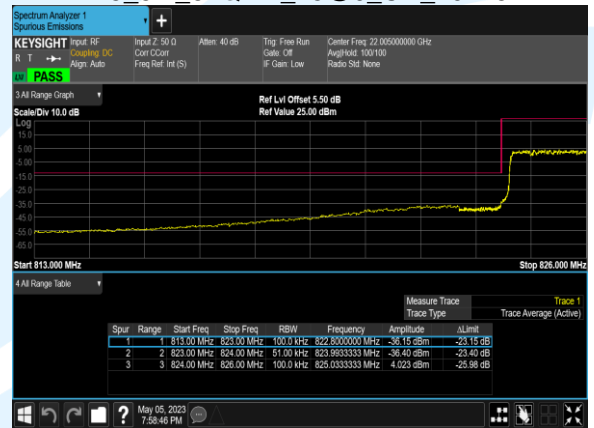 Spectrum Analyzer 1
Spurious Emissions
+
KEYSIGHT Input: RF Input Z: 50 Ω Atten: 40 dB Trig: Free Run Center Freq: 22.005000000 GHz
R T Coupling: DC Corr CCorr Gate: Off Avg|Hold: 100/100
Align: Auto Freq Ref: Int (S) IF Gain: Low Radio Std: None
PASS
3 All Range Graph
Ref Lvl Offset 5.50 dB
Scale/Div 10.0 dB Ref Value 25.00 dBm
Log
15.0
5.00
-5.00
-15.0
-25.0
-35.0
-45.0
-55.0
-65.0
Start 813.000 MHz Stop 826.000 MHz
4 All Range Table
Measure Trace Trace 1
Trace Type Trace Average (Active)
Spur Range Start Freq Stop Freq RBW Frequency Amplitude ΔLimit
1 1 813.00 MHz 823.00 MHz 100.0 kHz 822.8000000 MHz -36.15 dBm -23.15 dB
2 2 823.00 MHz 824.00 MHz 51.00 kHz 823.9933333 MHz -36.40 dBm -23.40 dB
3 3 824.00 MHz 826.00 MHz 100.0 kHz 825.0333333 MHz 4.023 dBm -25.98 dB
? May 05, 2023
7:58:46 PM